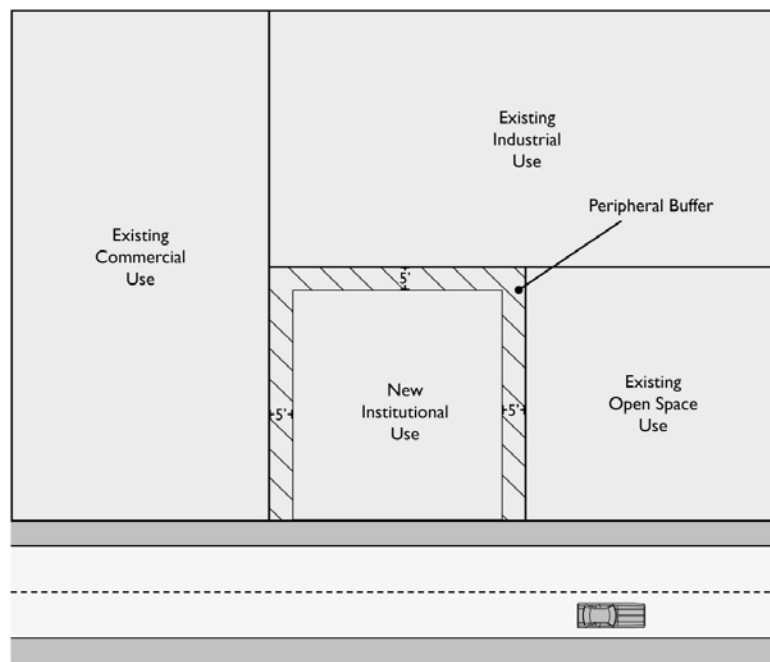 Existing
Industrial
Use
Peripheral Buffer
Existing
Commercial
Use
5'
New
Institutional
Use
Existing
Open Space
Use
5'
5'